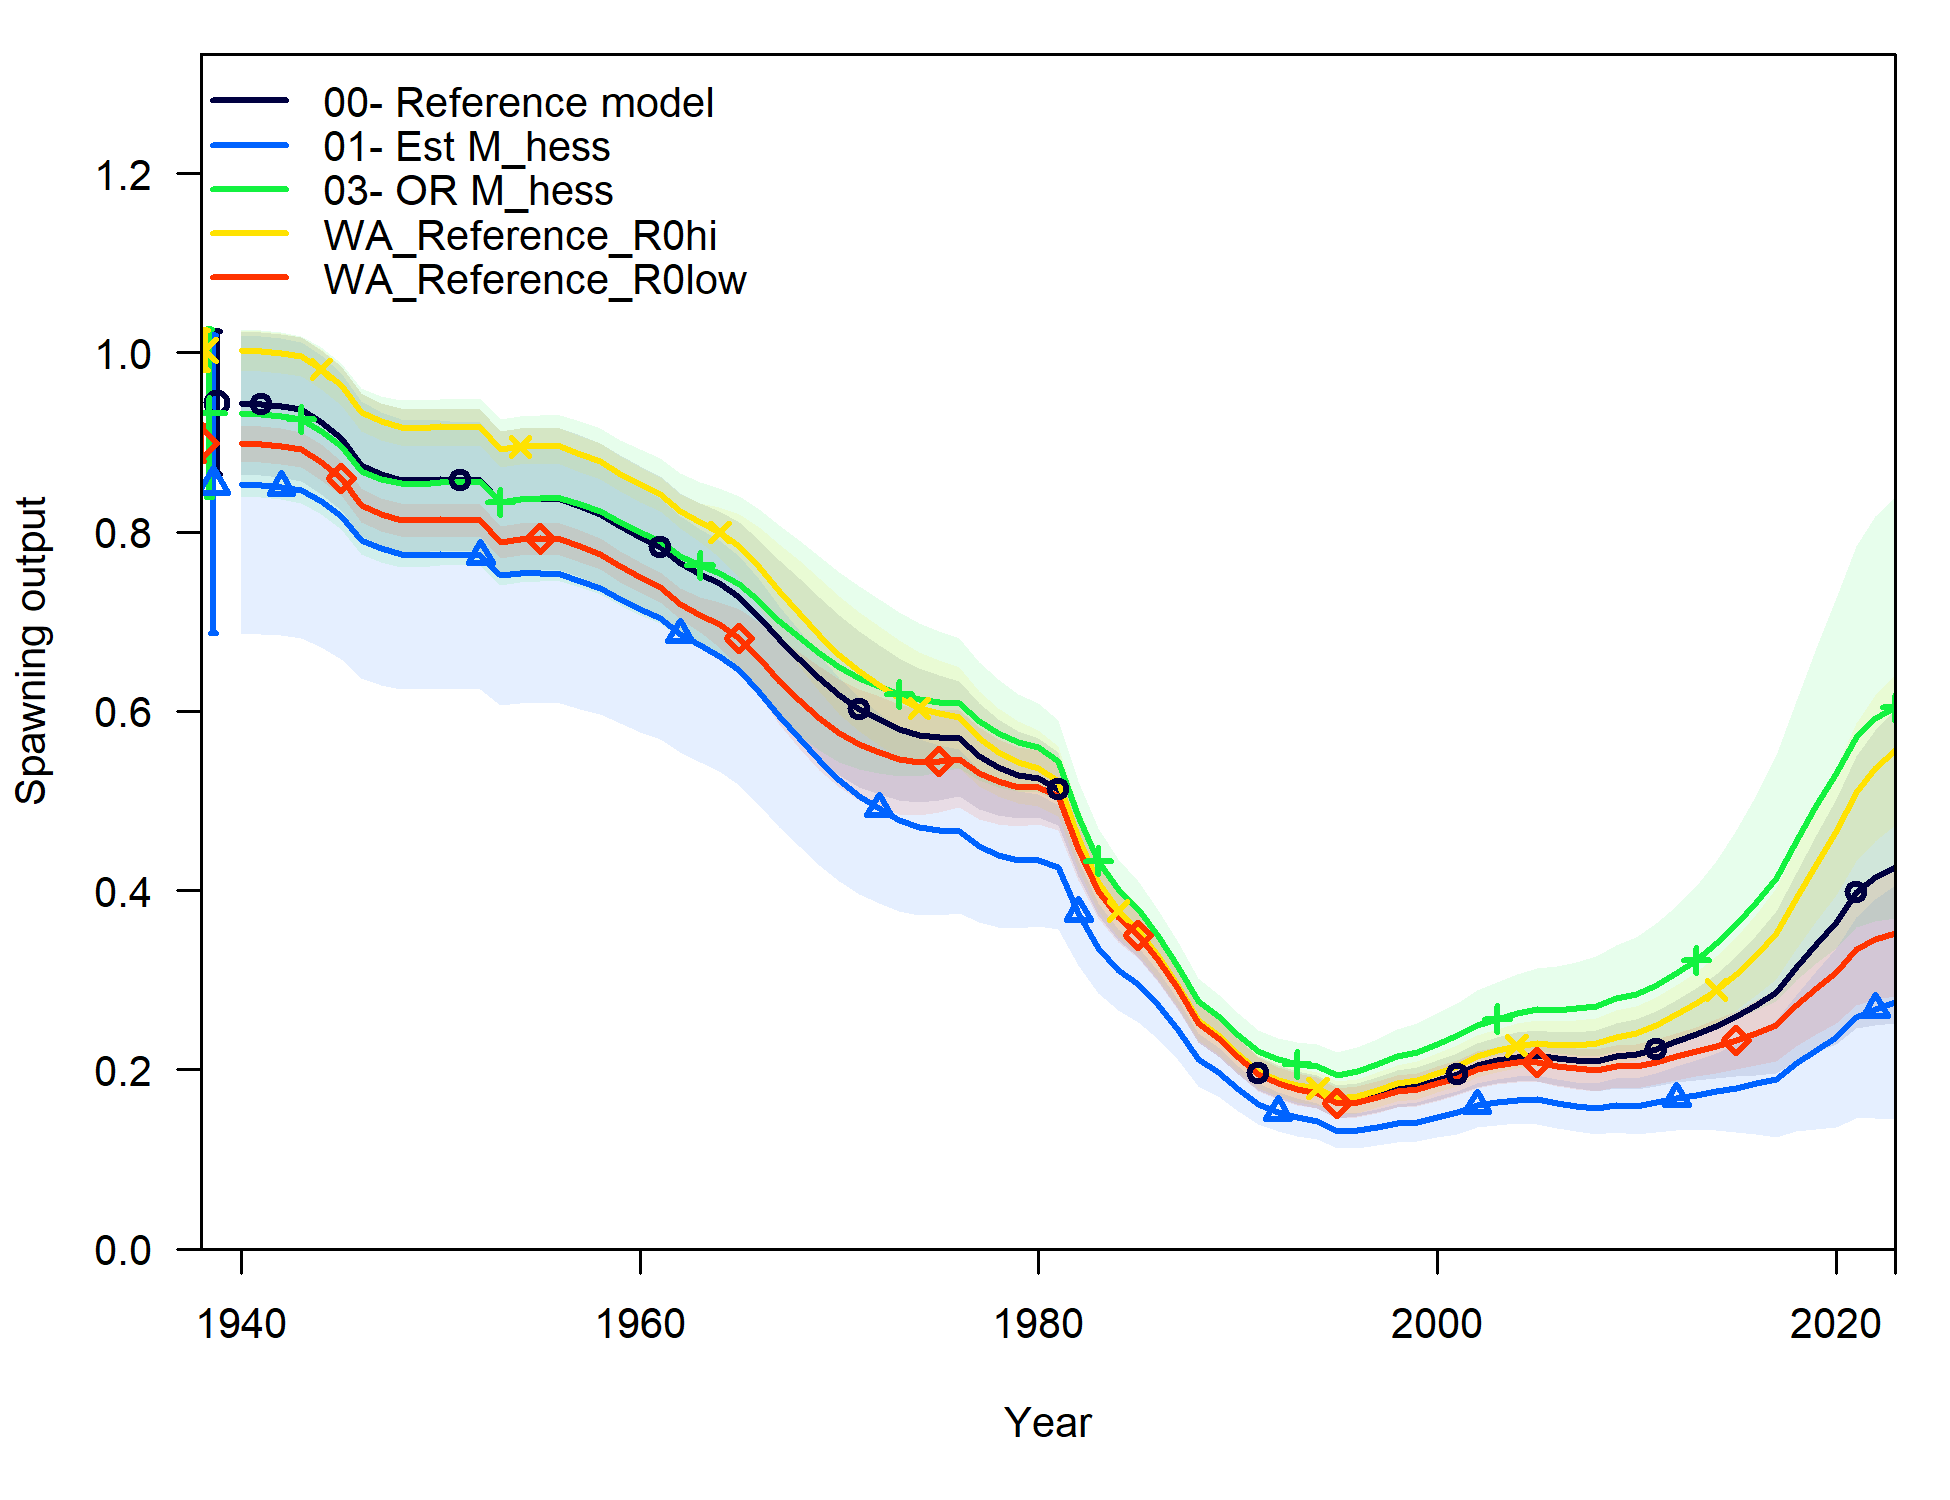 00- Reference model
01- Est M_hess
03- OR M_hess
WA_Reference_R0hi
WA_Reference_R0low
1.2
1.0
0.8
0.6
0.4
0.2
0.0
Spawning output
1940 1960 1980 2000 2020
Year